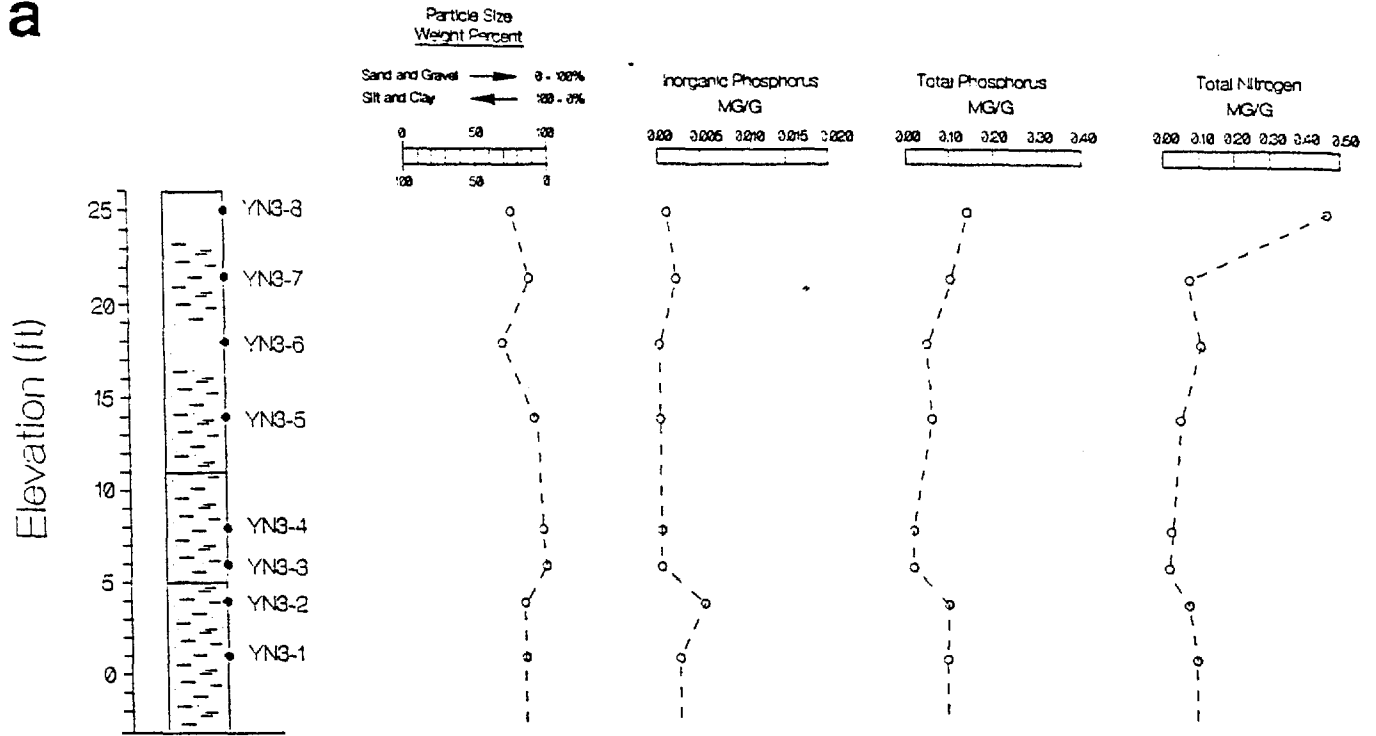 a
Particle Size
Weight Percent
Sand and Gravel 0 - 100%
Silt and Clay 100 - 0%
0 50 100
100 50 0
Inorganic Phosphorus
MG/G
0.00 0.005 0.010 0.015 0.020
Total Phosphorus
MG/G
0.00 0.10 0.20 0.30 0.40
Total Nitrogen
MG/G
0.00 0.10 0.20 0.30 0.40 0.50
Elevation (ft)
25
20
15
10
5
0
YN3-8
YN3-7
YN3-6
YN3-5
YN3-4
YN3-3
YN3-2
YN3-1